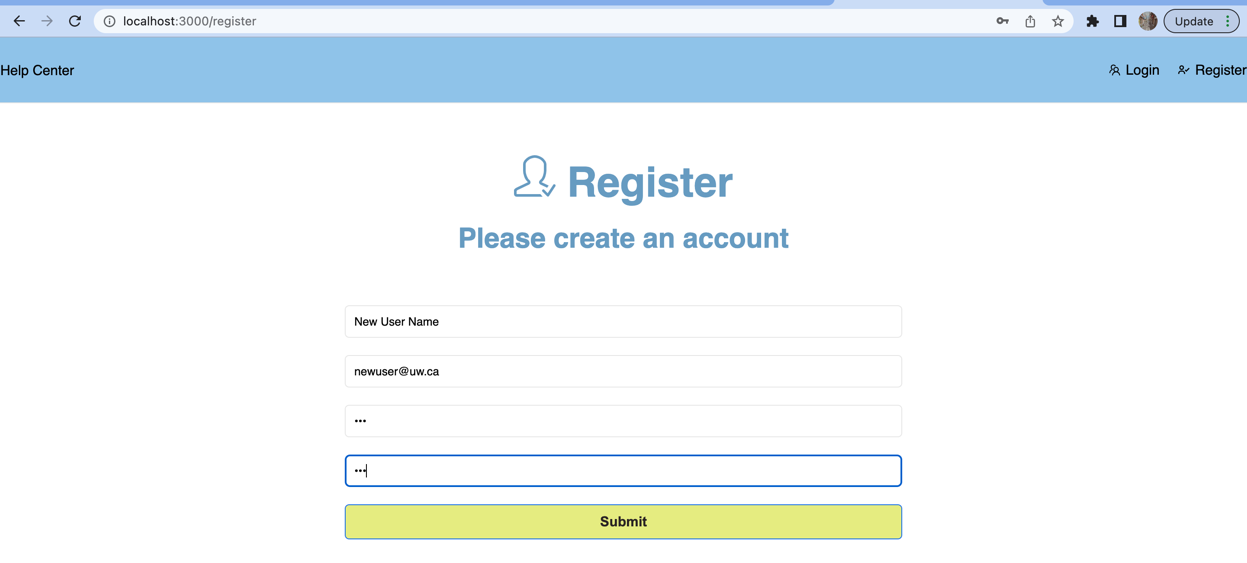 localhost:3000/register
Update
Help Center
Login
Register
Register
Please create an account
New User Name
newuser@uw.ca
•••
•••
Submit